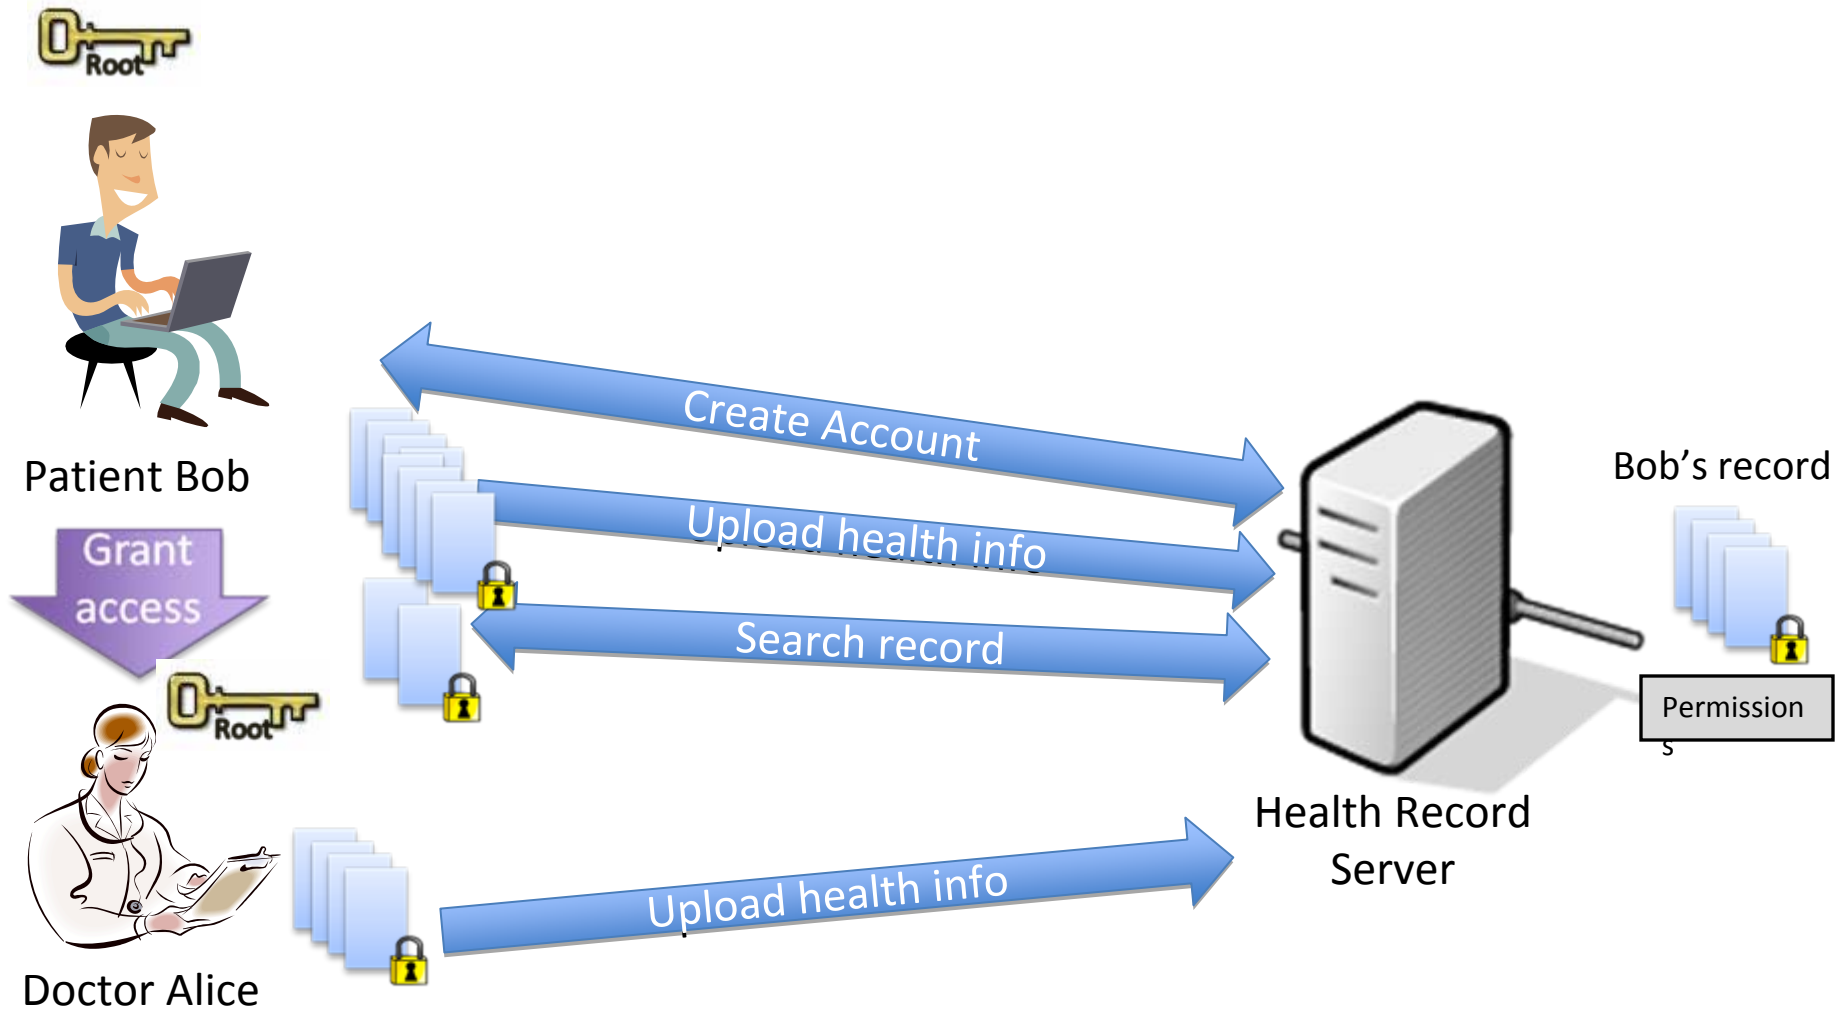 Root
Create Account
Patient Bob
Bob’s record
Upload health info
Grant
access
Search record
Root
Permission
s
Health Record
Server
Upload health info
Doctor Alice